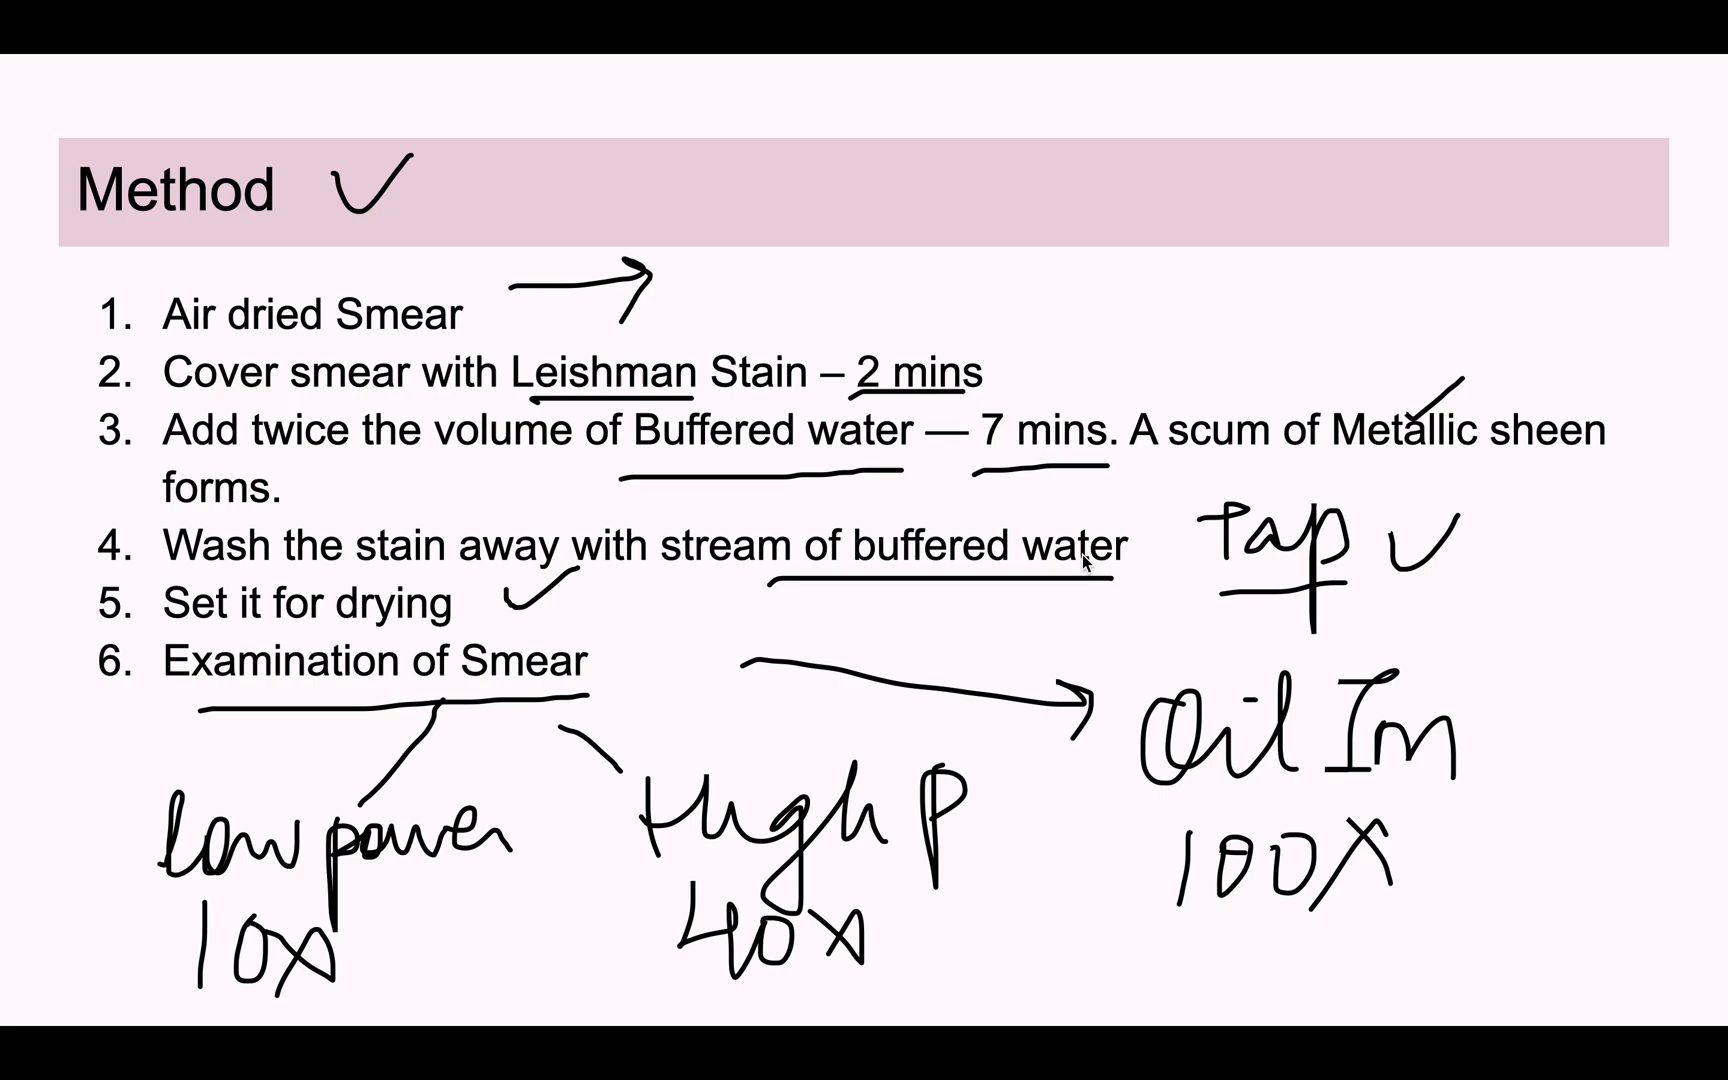 Method
1. Air dried Smear
2. Cover smear with Leishman Stain – 2 mins
3. Add twice the volume of Buffered water — 7 mins. A scum of Metallic sheen
forms.
4. Wash the stain away with stream of buffered water
Tap
5. Set it for drying
6. Examination of Smear
Oil Im
100X
low power
10x
High P
40x